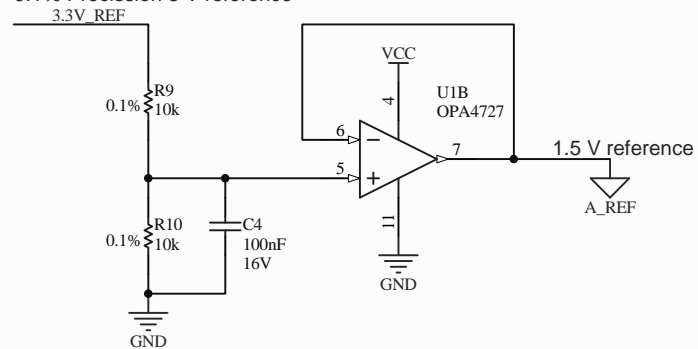 reference
3.3V_REF
VCC
R9
0.1%
10k
U1B
OPA4727
4
6
7
5
1.5 V reference
A_REF
R10
0.1%
10k
C4
100nF
16V
11
GND
GND